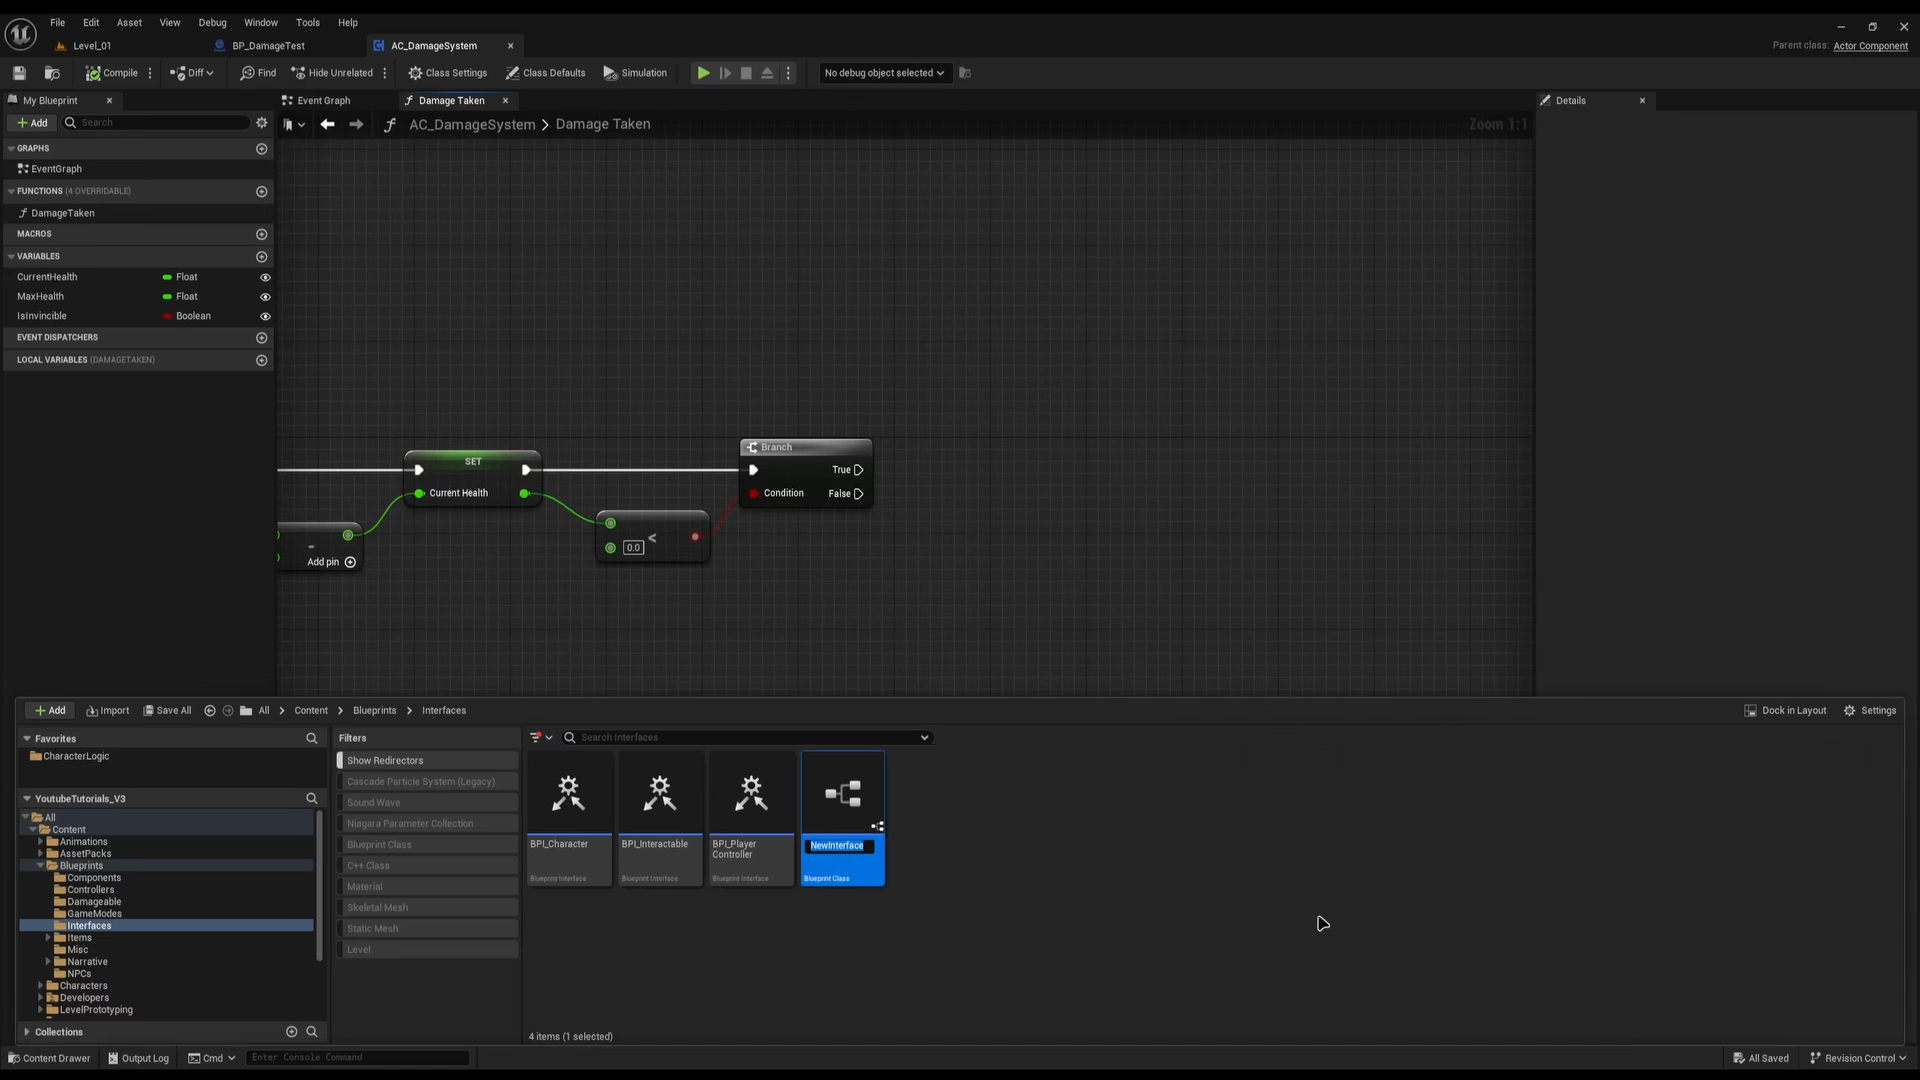 File Edit Asset View Debug Window Tools Help
Level_01 BP_DamageTest AC_DamageSystem
Parent class: Actor Component
Compile Diff Find Hide Unrelated Class Settings Class Defaults Simulation No debug object selected
My Blueprint Event Graph Damage Taken Details
Add Search AC_DamageSystem > Damage Taken Zoom 1:1
GRAPHS
EventGraph
FUNCTIONS (4 OVERRIDABLE)
DamageTaken
MACROS
VARIABLES
CurrentHealth Float
MaxHealth Float
IsInvincible Boolean
EVENT DISPATCHERS
LOCAL VARIABLES (DAMAGETAKEN)
SET
Current Health
-
Add pin
<
0.0
Branch
True
Condition False
Add Import Save All All > Content > Blueprints > Interfaces Dock in Layout Settings
Favorites
CharacterLogic
YoutubeTutorials_V3
All
Content
Animations
AssetPacks
Blueprints
Components
Controllers
Damageable
GameModes
Interfaces
Items
Misc
Narrative
NPCs
Characters
Developers
LevelPrototyping
Collections
Filters
Show Redirectors
Cascade Particle System (Legacy)
Sound Wave
Niagara Parameter Collection
Blueprint Class
C++ Class
Material
Skeletal Mesh
Static Mesh
Level
Search Interfaces
BPI_Character
Blueprint Interface
BPI_Interactable
Blueprint Interface
BPI_Player
Controller
Blueprint Interface
NewInterface
Blueprint Class
4 items (1 selected)
Content Drawer Output Log Cmd Enter Console Command All Saved Revision Control